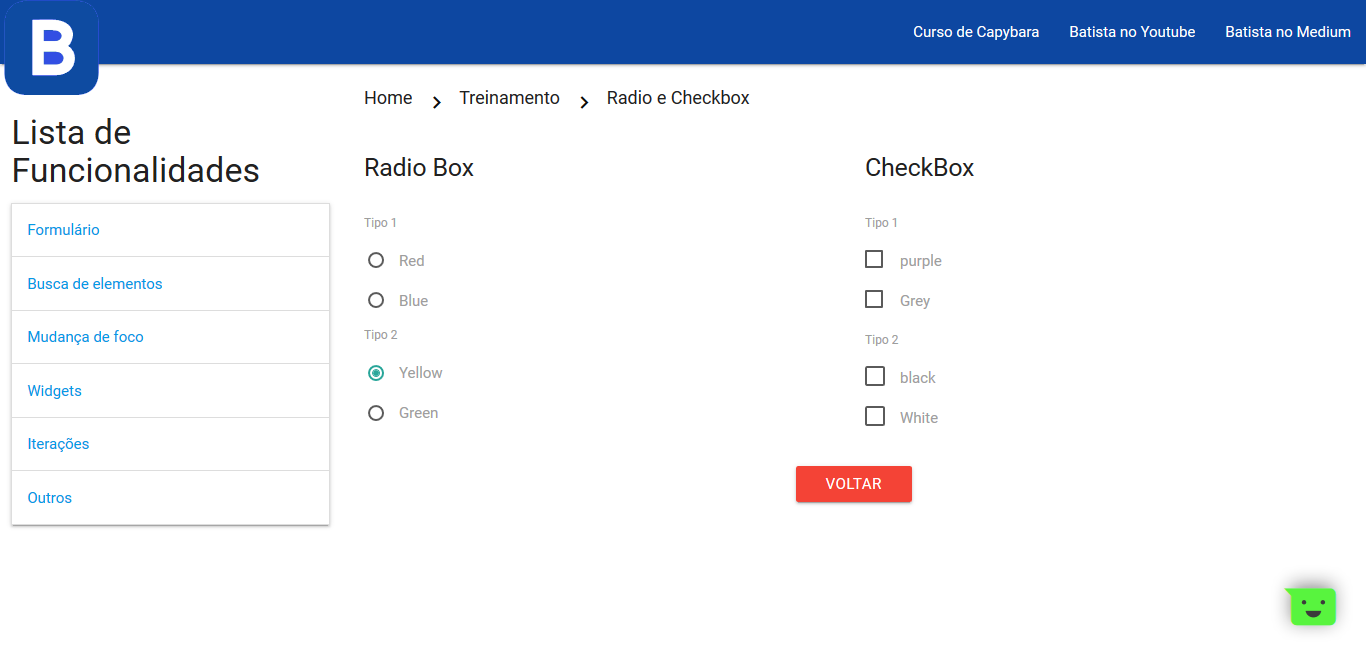 B
Curso de Capybara
Batista no Youtube
Batista no Medium
Lista de
Funcionalidades
Formulário
Busca de elementos
Mudança de foco
Widgets
Iterações
Outros
Home > Treinamento > Radio e Checkbox
Radio Box
Tipo 1
Red
Blue
Tipo 2
Yellow
Green
CheckBox
Tipo 1
purple
Grey
Tipo 2
black
White
VOLTAR